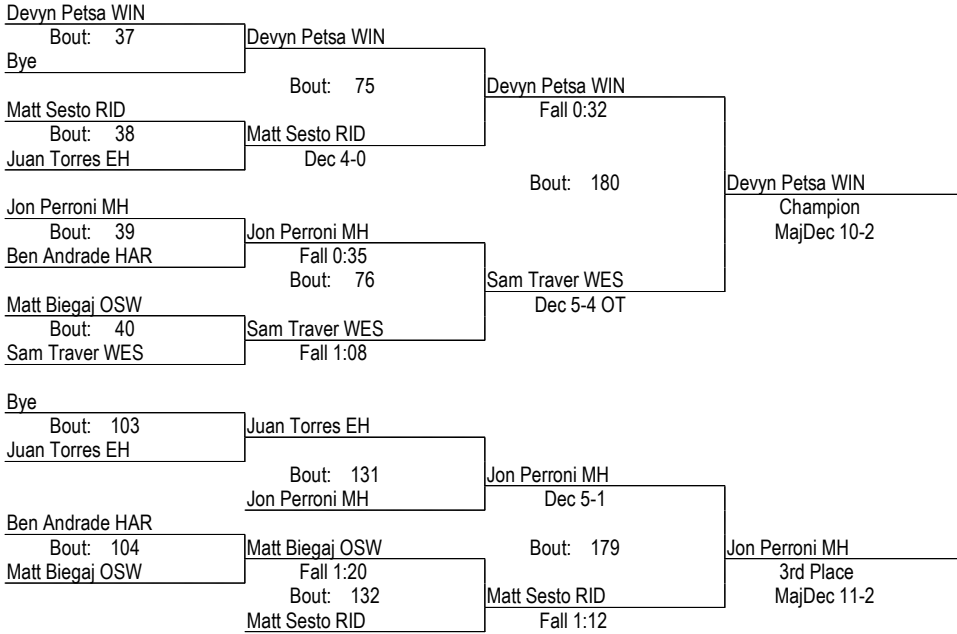 Devyn Petsa WIN
Bout: 37
Devyn Petsa WIN
Bye
Bout: 75
Devyn Petsa WIN
Matt Sesto RID
Fall 0:32
Bout: 38
Matt Sesto RID
Juan Torres EH
Dec 4-0
Bout: 180
Devyn Petsa WIN
Jon Perroni MH
Champion
Bout: 39
Jon Perroni MH
MajDec 10-2
Ben Andrade HAR
Fall 0:35
Bout: 76
Sam Traver WES
Matt Biegaj OSW
Dec 5-4 OT
Bout: 40
Sam Traver WES
Sam Traver WES
Fall 1:08
Bye
Bout: 103
Juan Torres EH
Juan Torres EH
Bout: 131
Jon Perroni MH
Jon Perroni MH
Dec 5-1
Ben Andrade HAR
Bout: 104
Matt Biegaj OSW
Bout: 179
Jon Perroni MH
Matt Biegaj OSW
Fall 1:20
3rd Place
Bout: 132
Matt Sesto RID
MajDec 11-2
Matt Sesto RID
Fall 1:12